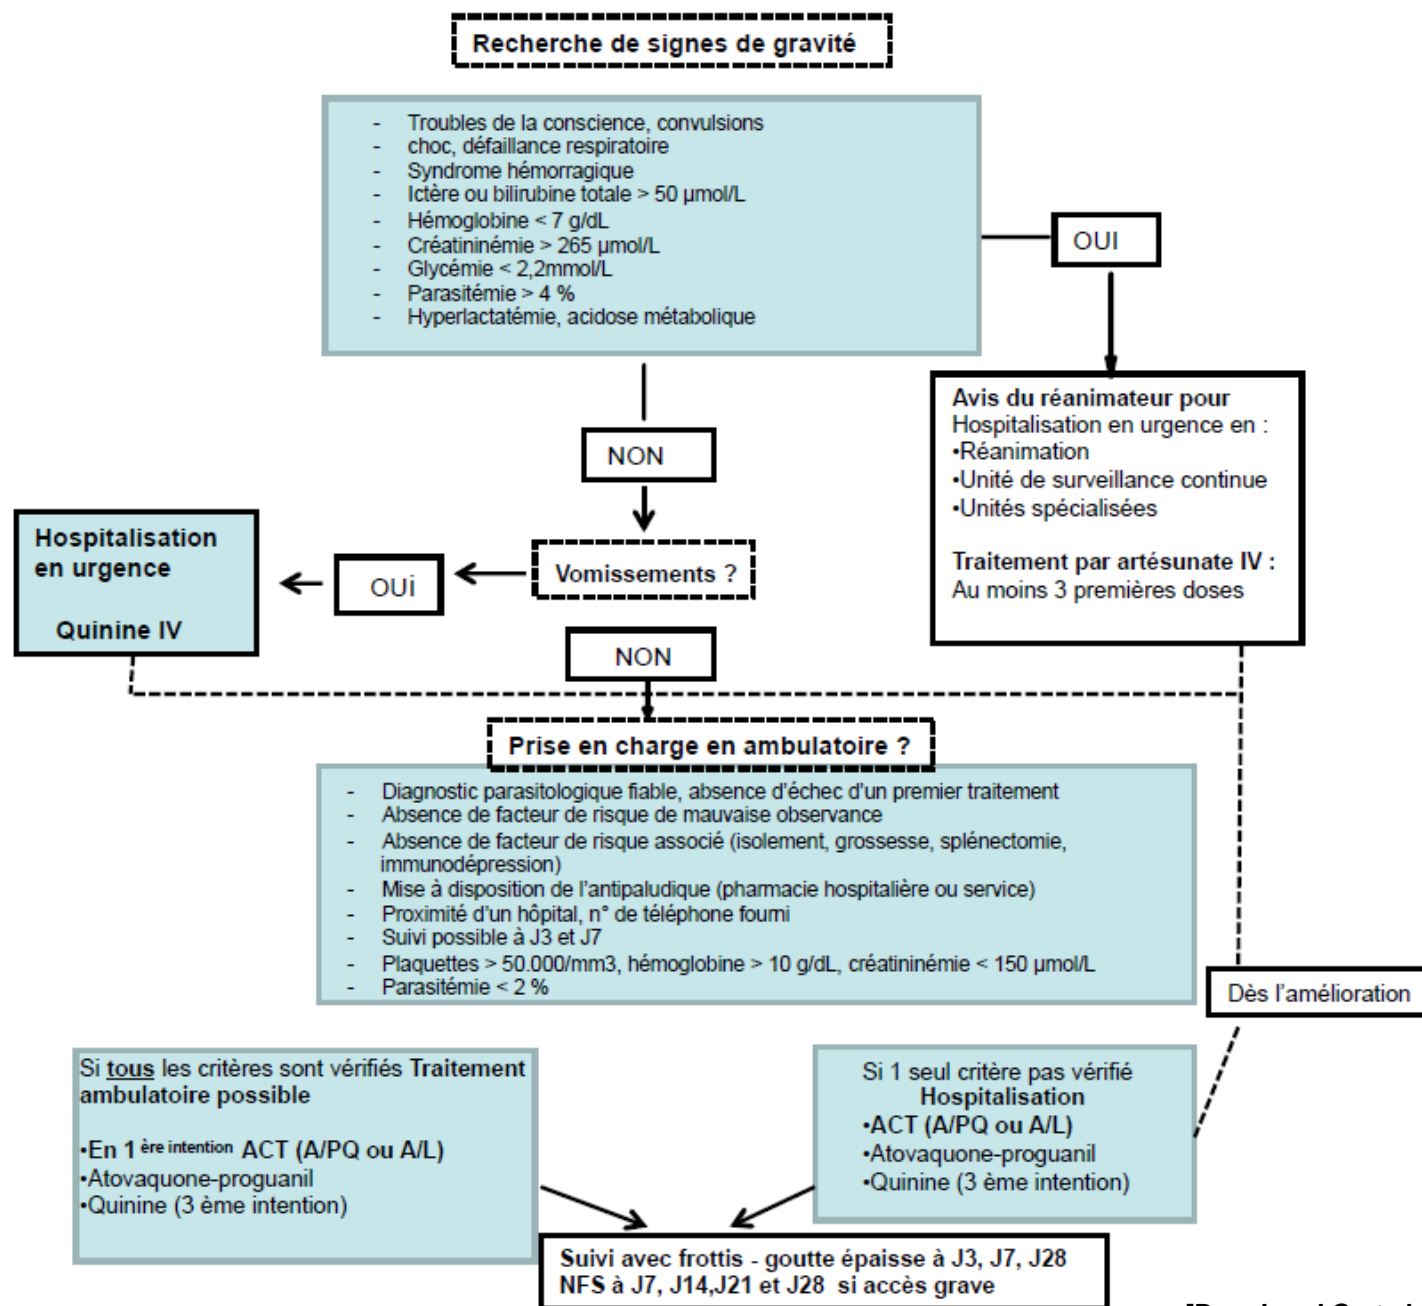 Recherche de signes de gravité
- Troubles de la conscience, convulsions
- choc, défaillance respiratoire
- Syndrome hémorragique
- Ictère ou bilirubine totale > 50 µmol/L
- Hémoglobine < 7 g/dL
- Créatininémie > 265 µmol/L
- Glycémie < 2,2mmol/L
- Parasitémie > 4 %
- Hyperlactatémie, acidose métabolique
OUI
Avis du réanimateur pour
Hospitalisation en urgence en :
•Réanimation
•Unité de surveillance continue
•Unités spécialisées
Traitement par artésunate IV :
Au moins 3 premières doses
NON
Vomissements ?
OUi
Hospitalisation
en urgence
Quinine IV
NON
Prise en charge en ambulatoire ?
- Diagnostic parasitologique fiable, absence d'échec d'un premier traitement
- Absence de facteur de risque de mauvaise observance
- Absence de facteur de risque associé (isolement, grossesse, splénectomie,
immunodépression)
- Mise à disposition de l'antipaludique (pharmacie hospitalière ou service)
- Proximité d'un hôpital, n° de téléphone fourni
- Suivi possible à J3 et J7
- Plaquettes > 50.000/mm3, hémoglobine > 10 g/dL, créatininémie < 150 µmol/L
- Parasitémie < 2 %
Dès l'amélioration
Si tous les critères sont vérifiés Traitement
ambulatoire possible
•En 1 ère intention ACT (A/PQ ou A/L)
•Atovaquone-proguanil
•Quinine (3 ème intention)
Si 1 seul critère pas vérifié
Hospitalisation
•ACT (A/PQ ou A/L)
•Atovaquone-proguanil
•Quinine (3 ème intention)
Suivi avec frottis - goutte épaisse à J3, J7, J28
NFS à J7, J14,J21 et J28 si accès grave